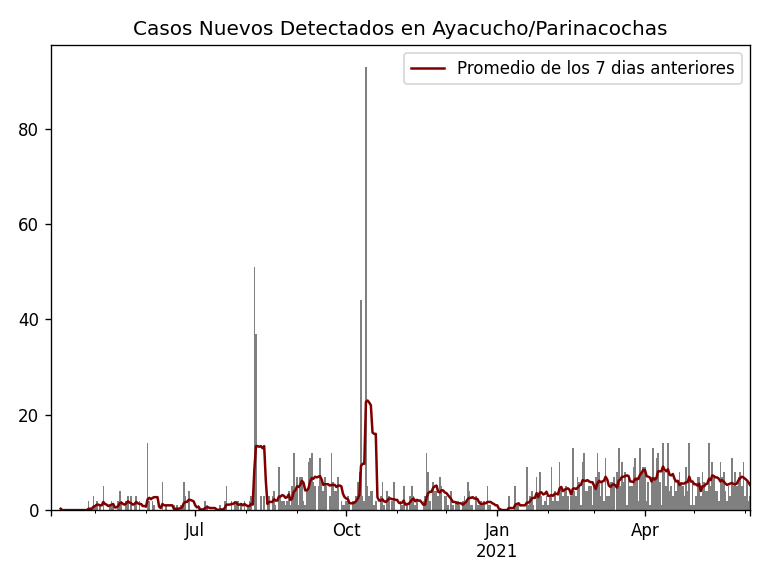 Casos Nuevos Detectados en Ayacucho/Parinacochas
Promedio de los 7 dias anteriores
80
60
40
20
0
Jul
Oct
Jan
2021
Apr